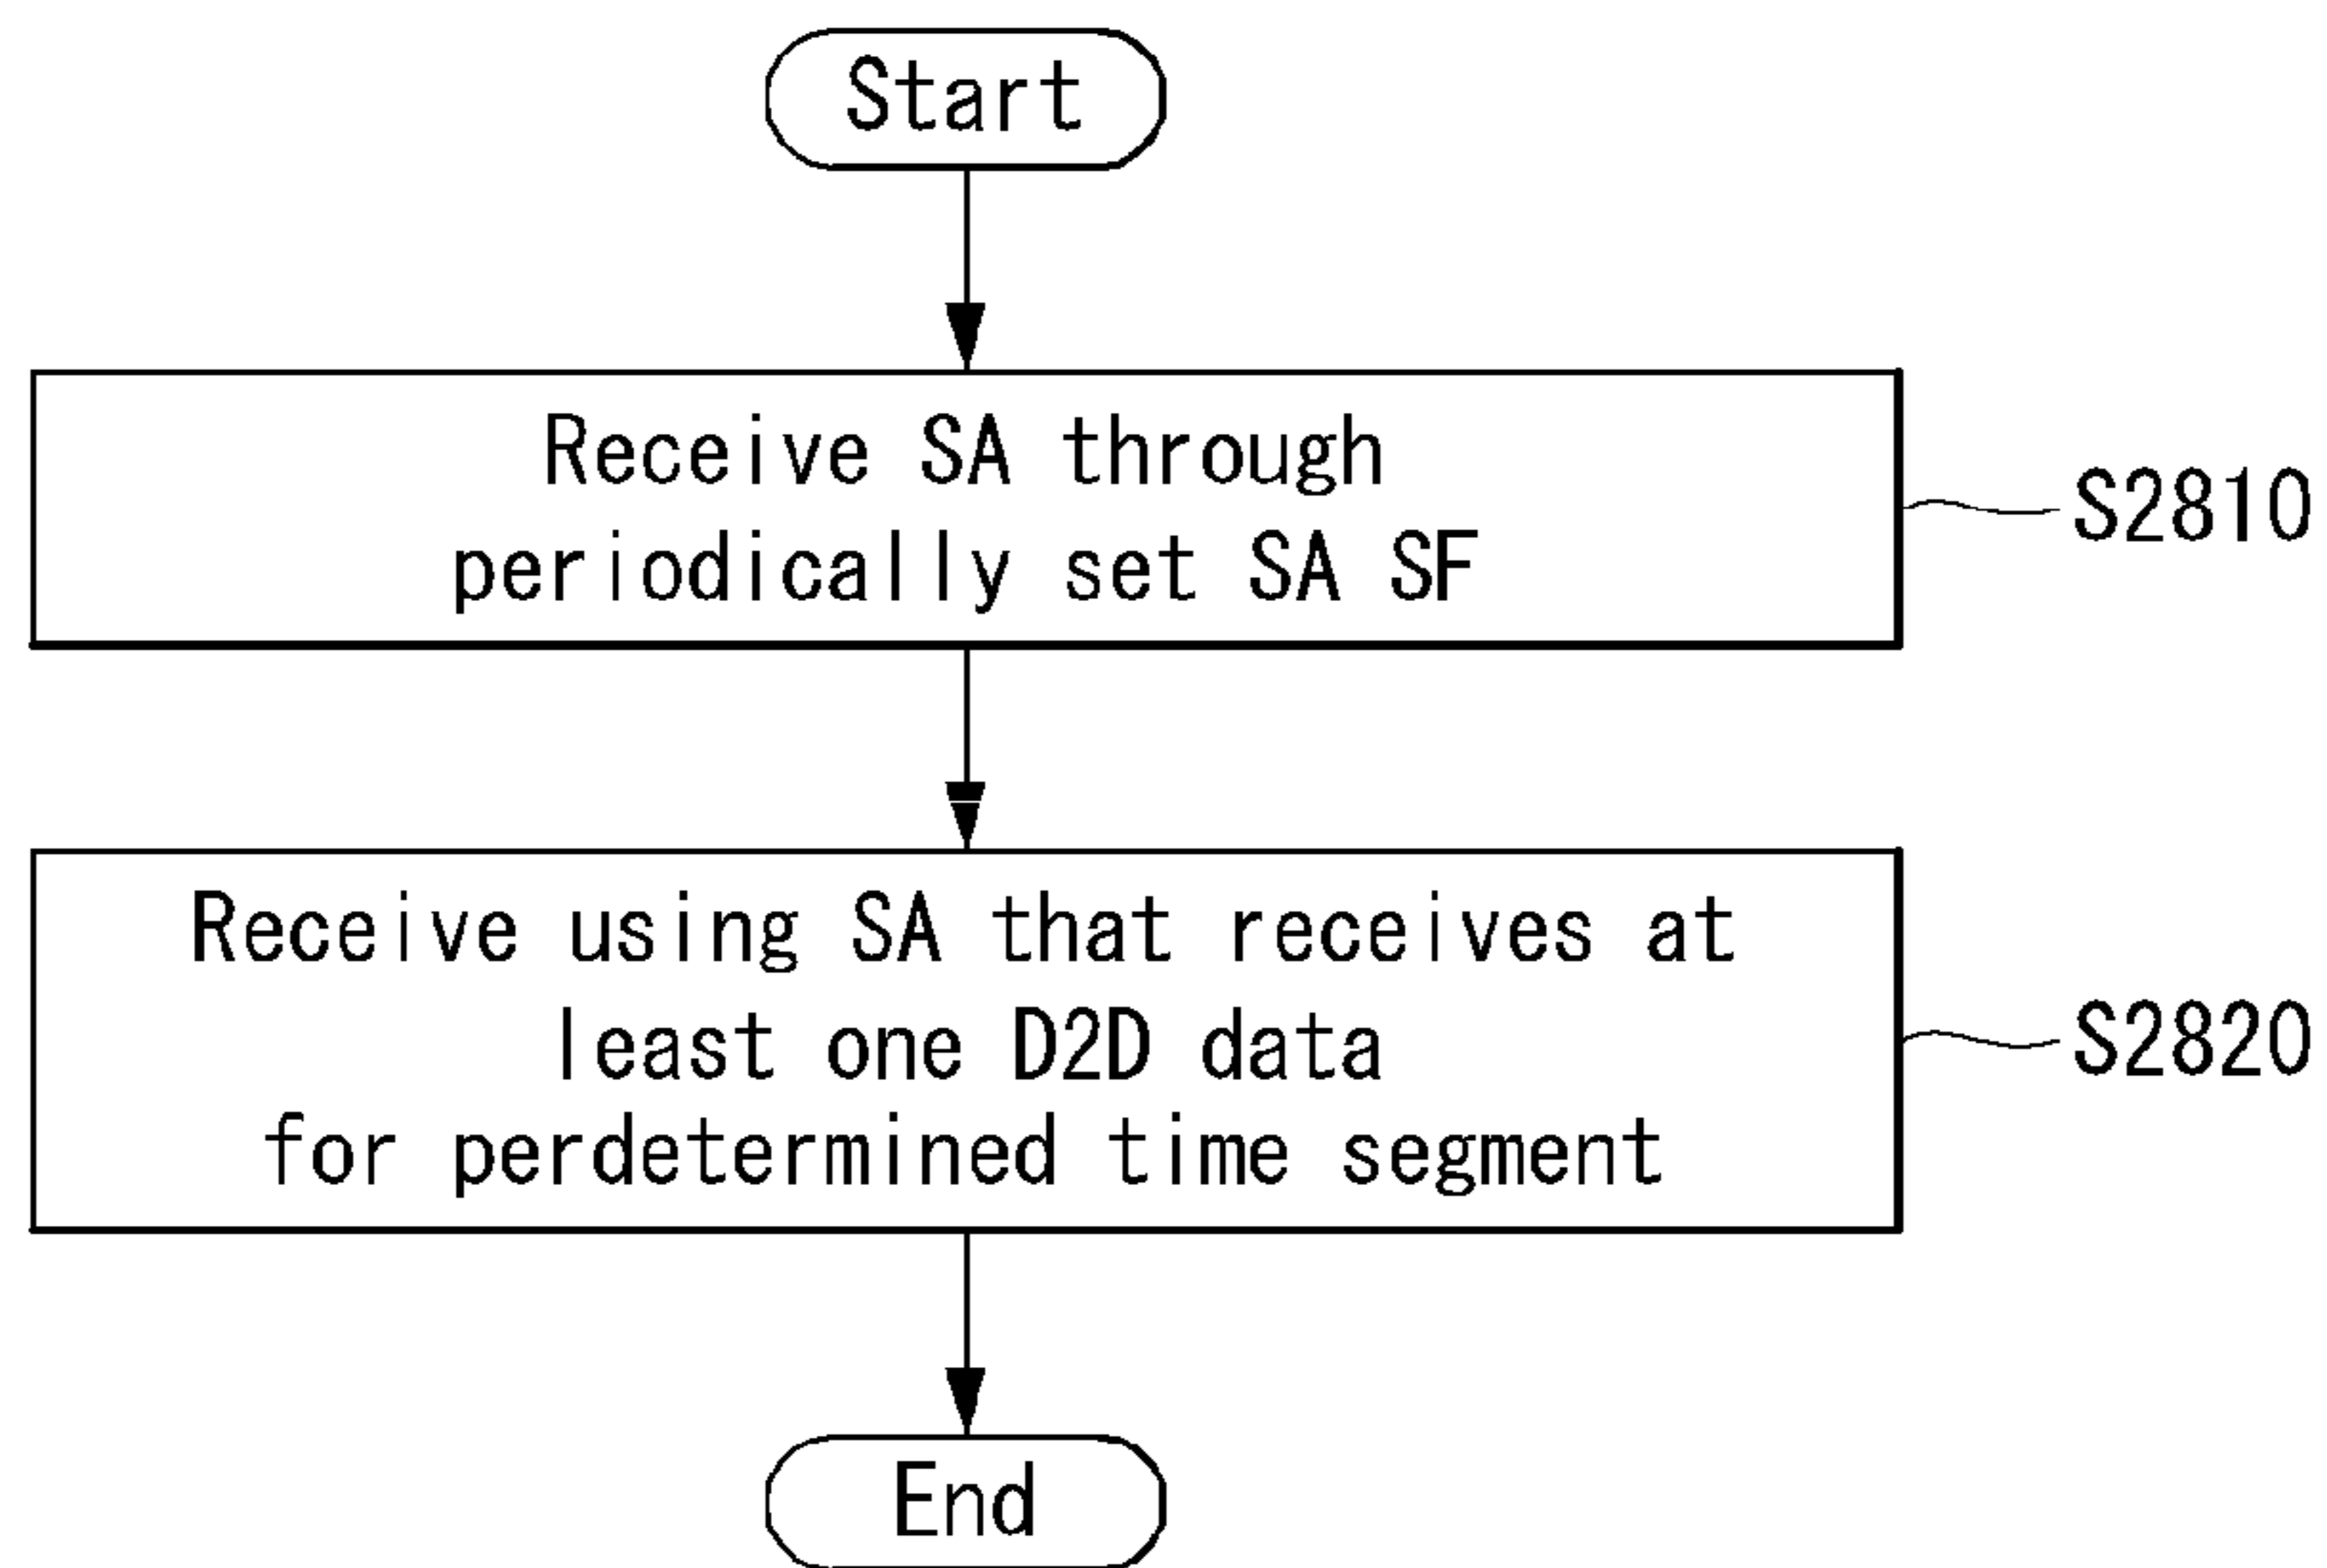 Start
Receive SA through
periodically set SA SF
S2810
Receive using SA that receives at
least one D2D data
for perdetermined time segment
S2820
End